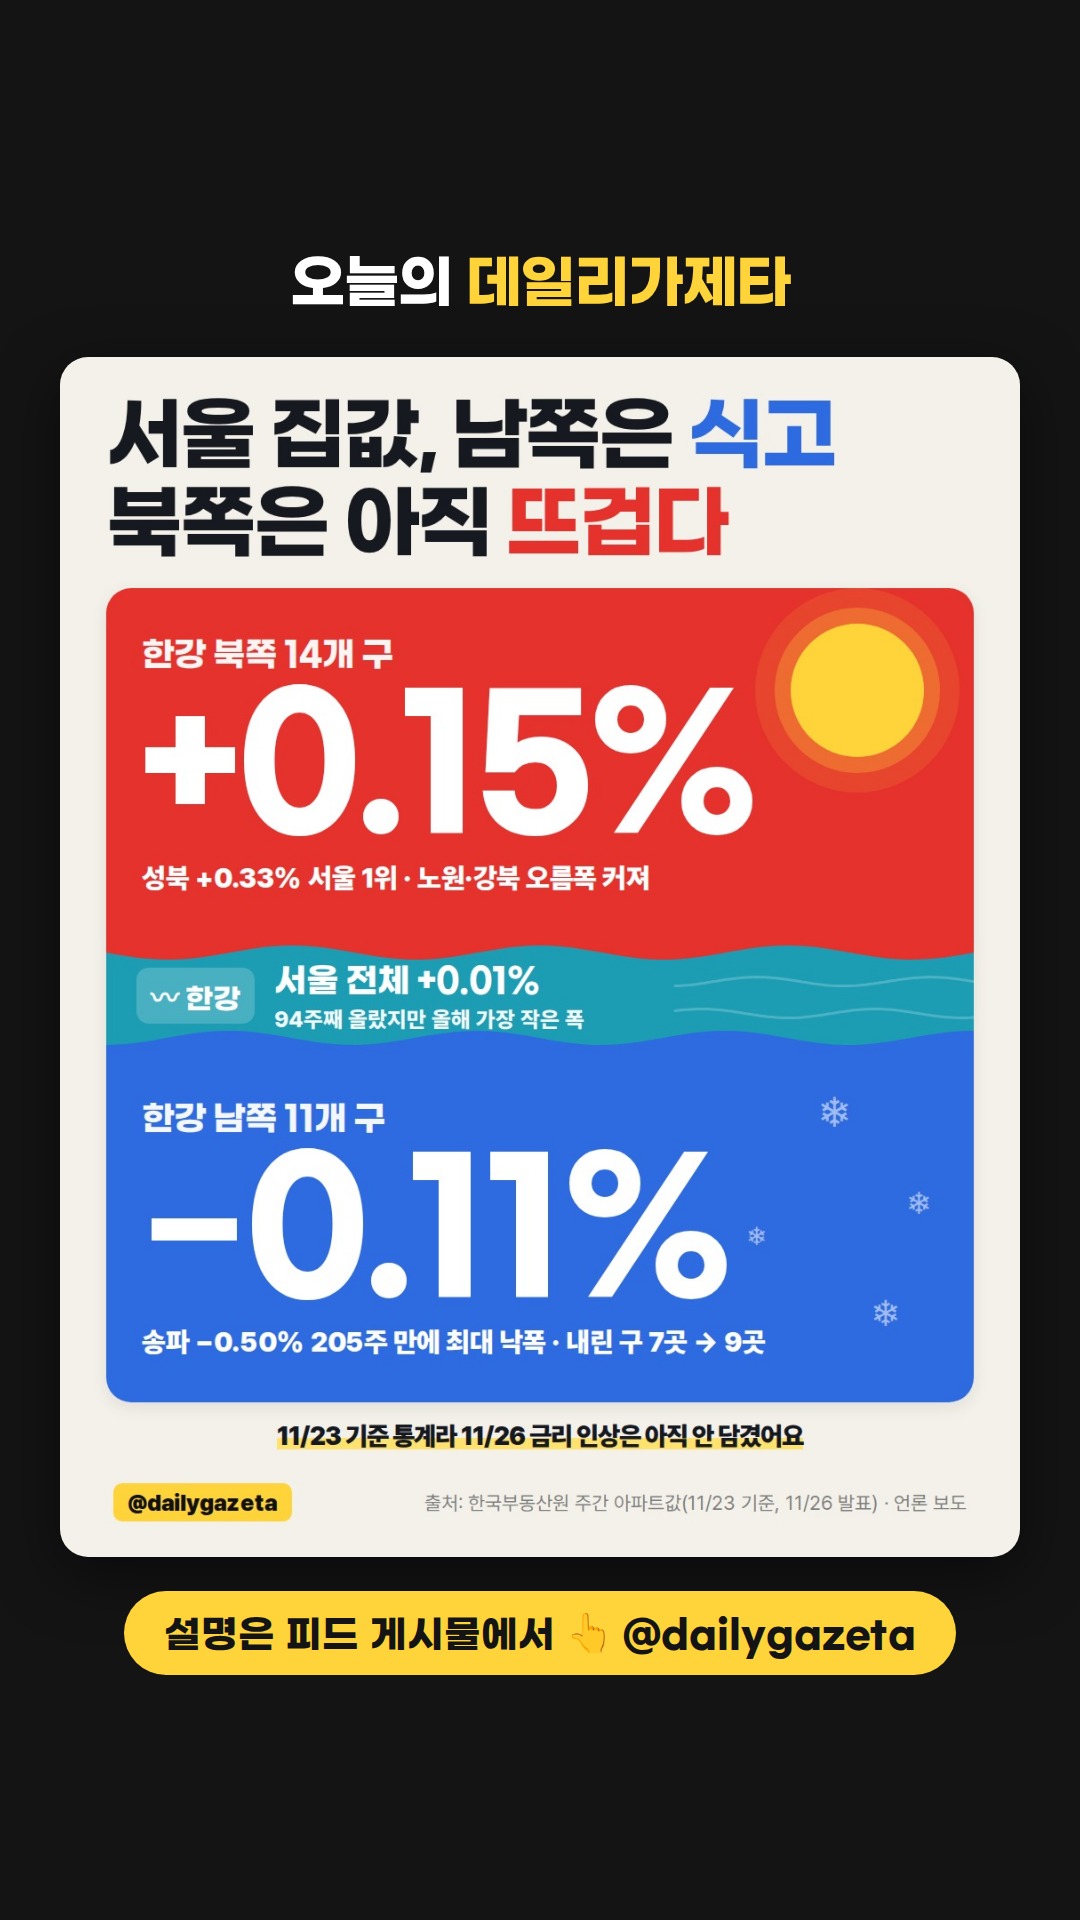 오늘의 데일리가제타
서울 집값, 남쪽은 식고
북쪽은 아직 뜨겁다
한강 북쪽 14개 구
+0.15%
성북 +0.33% 서울 1위 · 노원·강북 오름폭 커져
한강
서울 전체 +0.01%
94주째 올랐지만 올해 가장 작은 폭
한강 남쪽 11개 구
−0.11%
송파 −0.50% 205주 만에 최대 낙폭 · 내린 구 7곳 → 9곳
11/23 기준 통계라 11/26 금리 인상은 아직 안 담겼어요
@dailygazeta
출처: 한국부동산원 주간 아파트값(11/23 기준, 11/26 발표) · 언론 보도
설명은 피드 게시물에서 👆 @dailygazeta